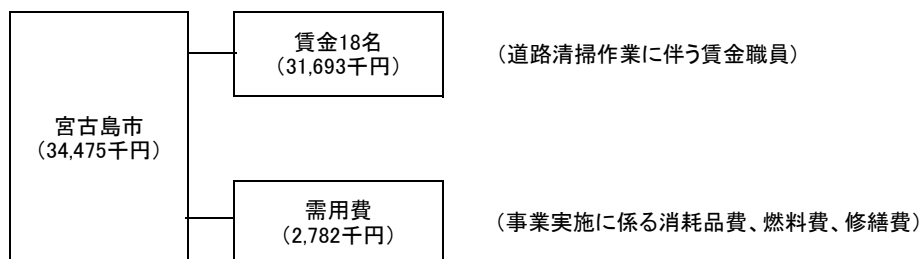 賃金18名
（31,693千円）
（道路清掃作業に伴う賃金職員）
宮古島市
（34,475千円）
需用費
（2,782千円）
（事業実施に係る消耗品費、燃料費、修繕費）